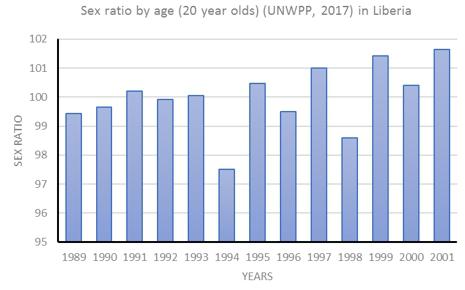 Sex ratio by age (20 year olds) (UNWPP, 2017) in Liberia
102
101
100
99
98
97
96
95
SEX RATIO
1989 1990 1991 1992 1993 1994 1995 1996 1997 1998 1999 2000 2001
YEARS